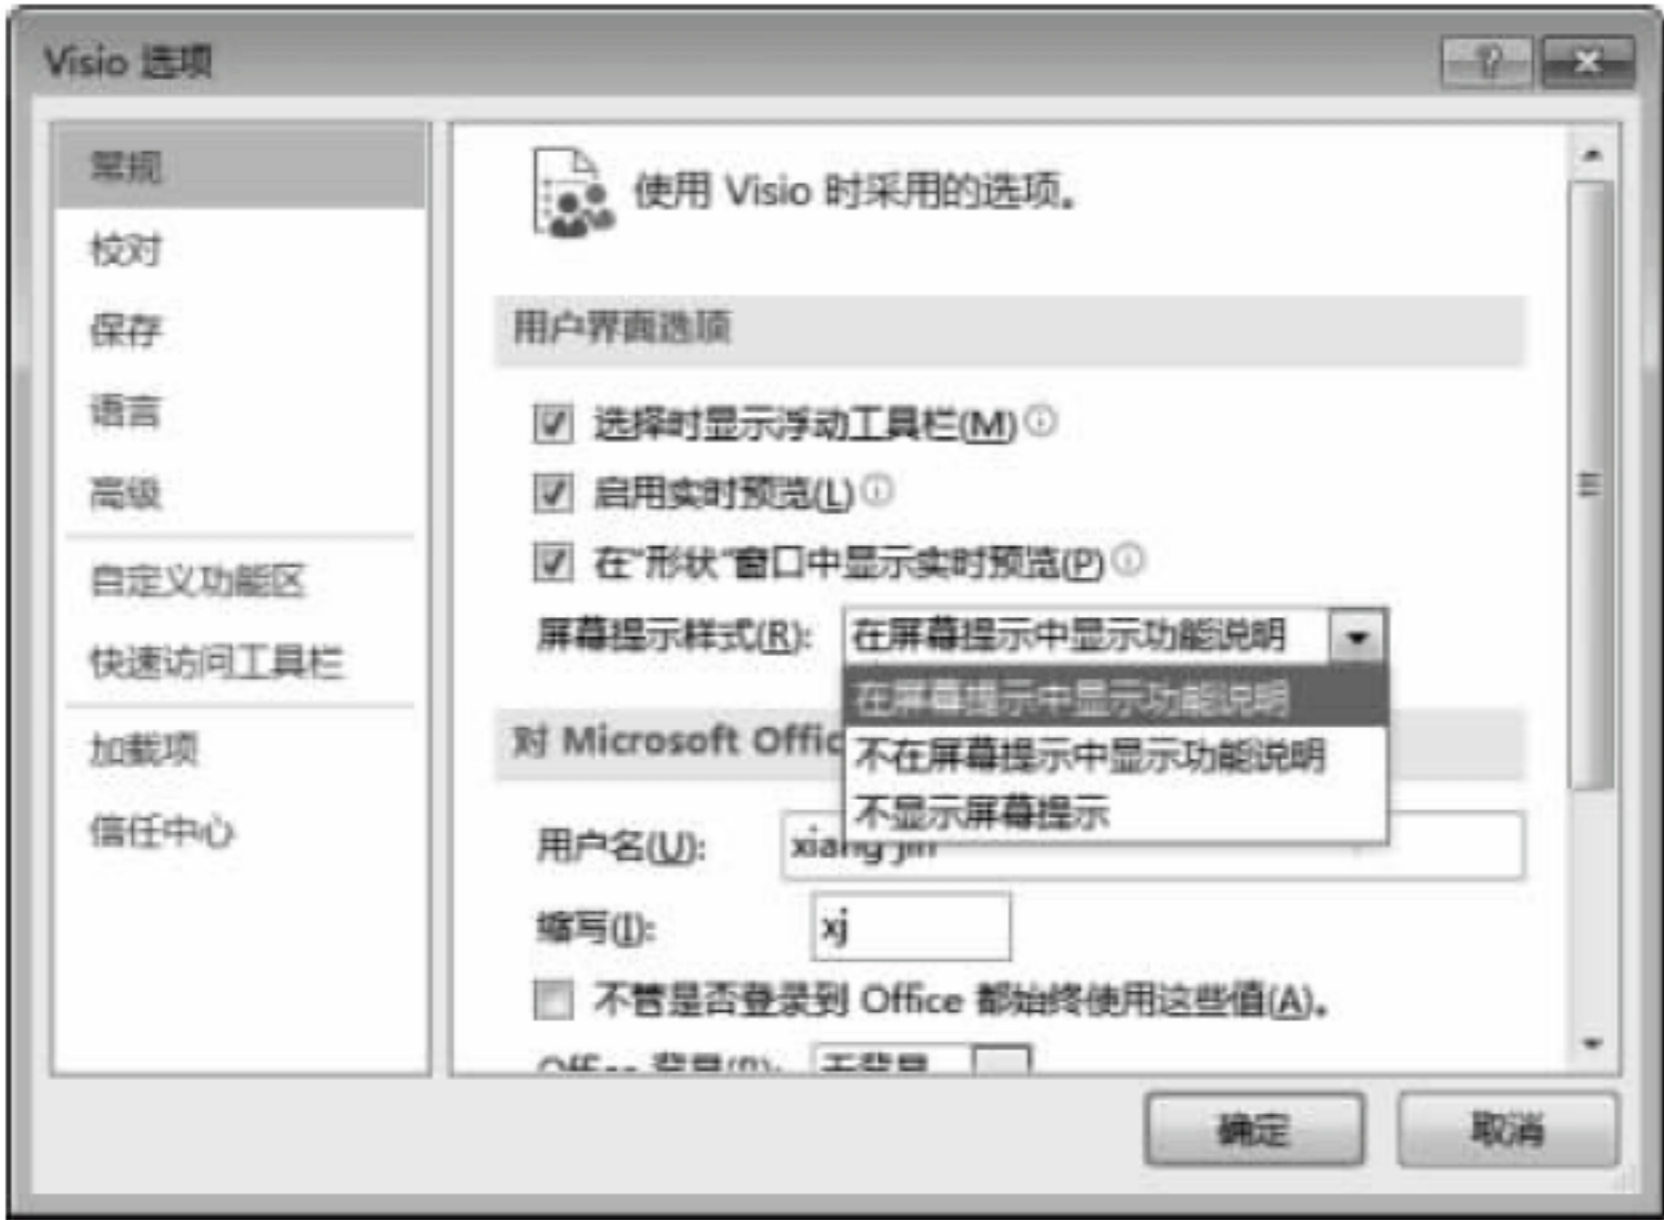 Visio 选项
常规
校对
保存
语言
高级
自定义功能区
快速访问工具栏
加载项
信任中心
使用 Visio 时采用的选项。
用户界面选项
选择时显示浮动工具栏(M)
启用实时预览(L)
在"形状"窗口中显示实时预览(P)
屏幕提示样式(R): 在屏幕提示中显示功能说明
在屏幕提示中显示功能说明
不在屏幕提示中显示功能说明
不显示屏幕提示
对 Microsoft Offic
用户名(U): xiang jin
缩写(I): xj
不管是否登录到 Office 都始终使用这些值(A)。
Office 背景(B): 无背景
确定 取消